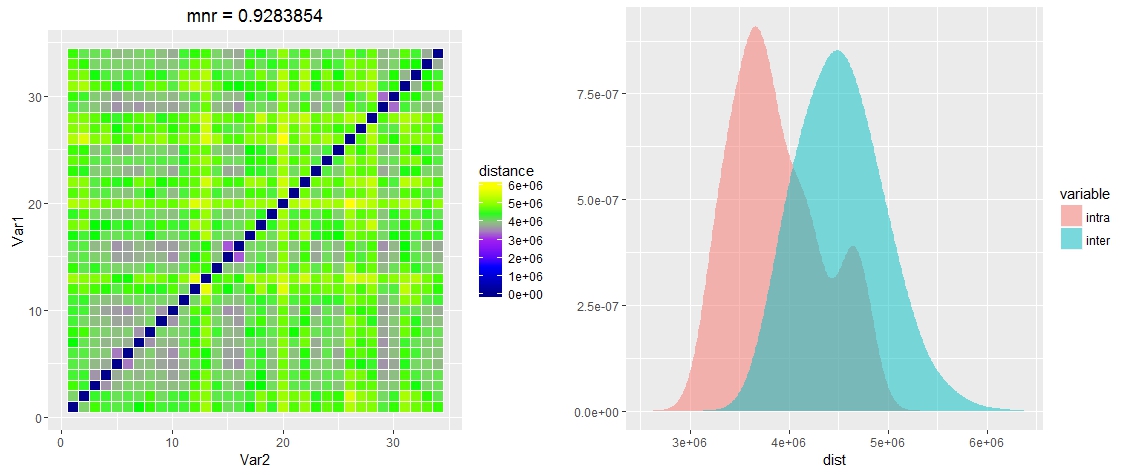 mnr = 0.9283854
Var1
30
20
10
0
0
10
20
30
Var2
distance
6e+06
5e+06
4e+06
3e+06
2e+06
1e+06
0e+00
7.5e-07
5.0e-07
2.5e-07
0.0e+00
3e+06
4e+06
5e+06
6e+06
dist
variable
intra
inter